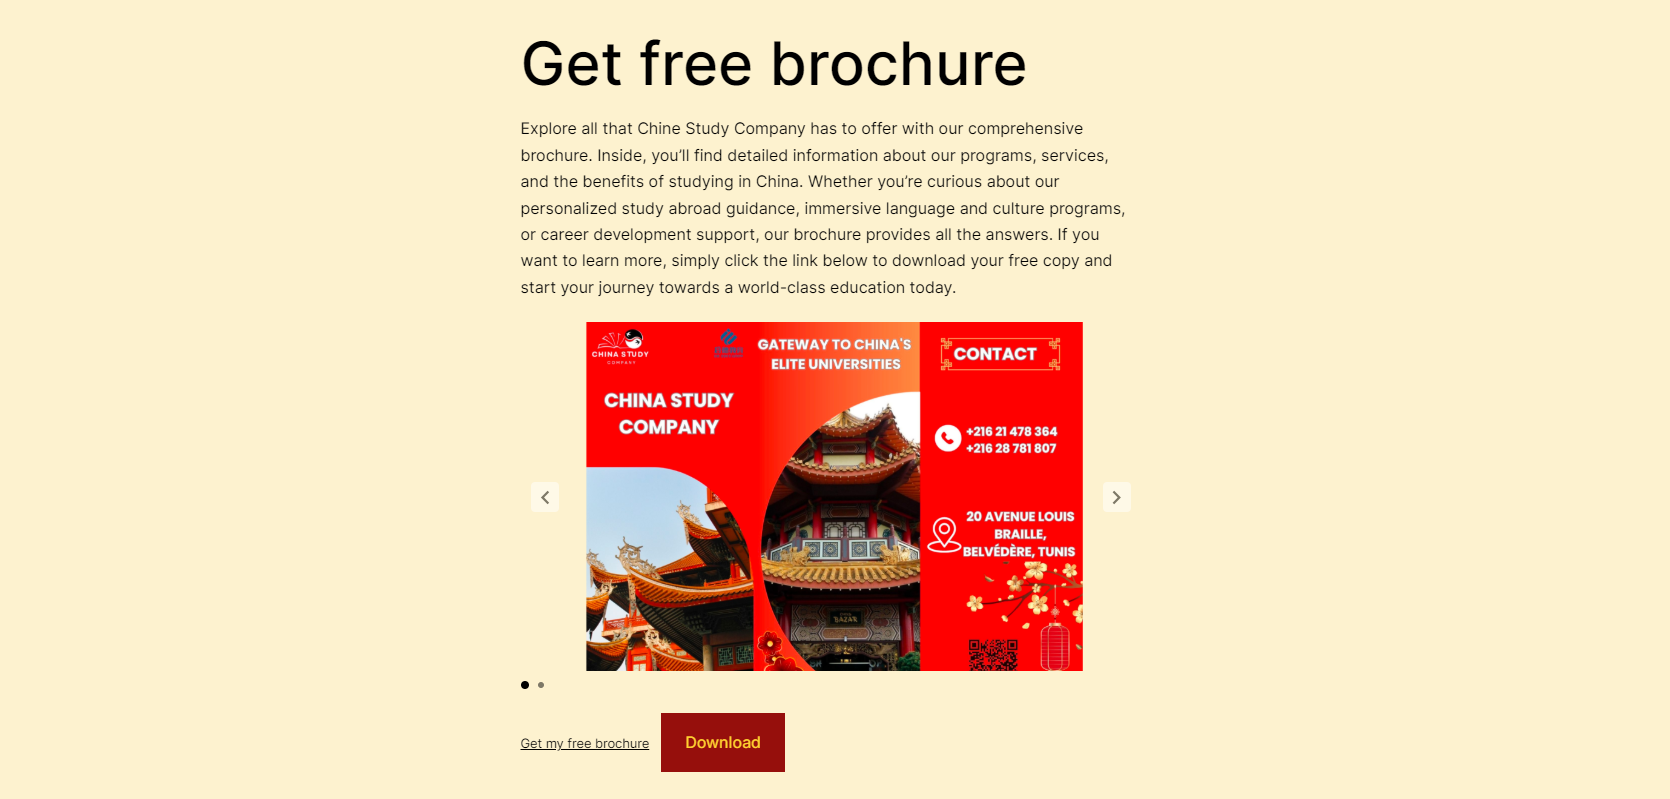 Get free brochure
Explore all that Chine Study Company has to offer with our comprehensive
brochure. Inside, you’ll find detailed information about our programs, services,
and the benefits of studying in China. Whether you’re curious about our
personalized study abroad guidance, immersive language and culture programs,
or career development support, our brochure provides all the answers. If you
want to learn more, simply click the link below to download your free copy and
start your journey towards a world-class education today.
CHINA STUDY
COMPANY
CHINA STUDY
COMPANY
GATEWAY TO CHINA'S
ELITE UNIVERSITIES
BAZAR
CONTACT
+216 21 478 364
+216 28 781 807
20 AVENUE LOUIS
BRAILLE,
BELVÉDÈRE, TUNIS
Get my free brochure
Download